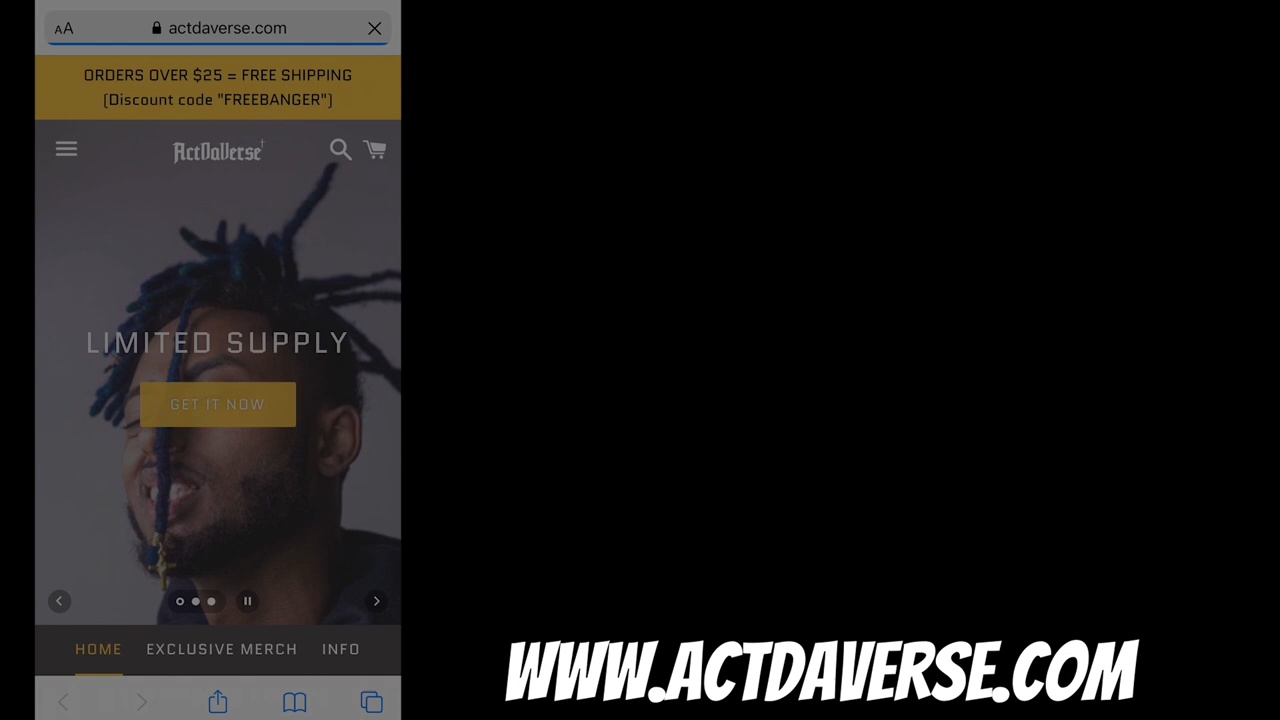 AA
actdaverse.com
ORDERS OVER $25 = FREE SHIPPING
(Discount code "FREEBANGER")
ActDaVerse
LIMITED SUPPLY
GET IT NOW
HOME EXCLUSIVE MERCH INFO
WWW.ACTDAVERSE.COM